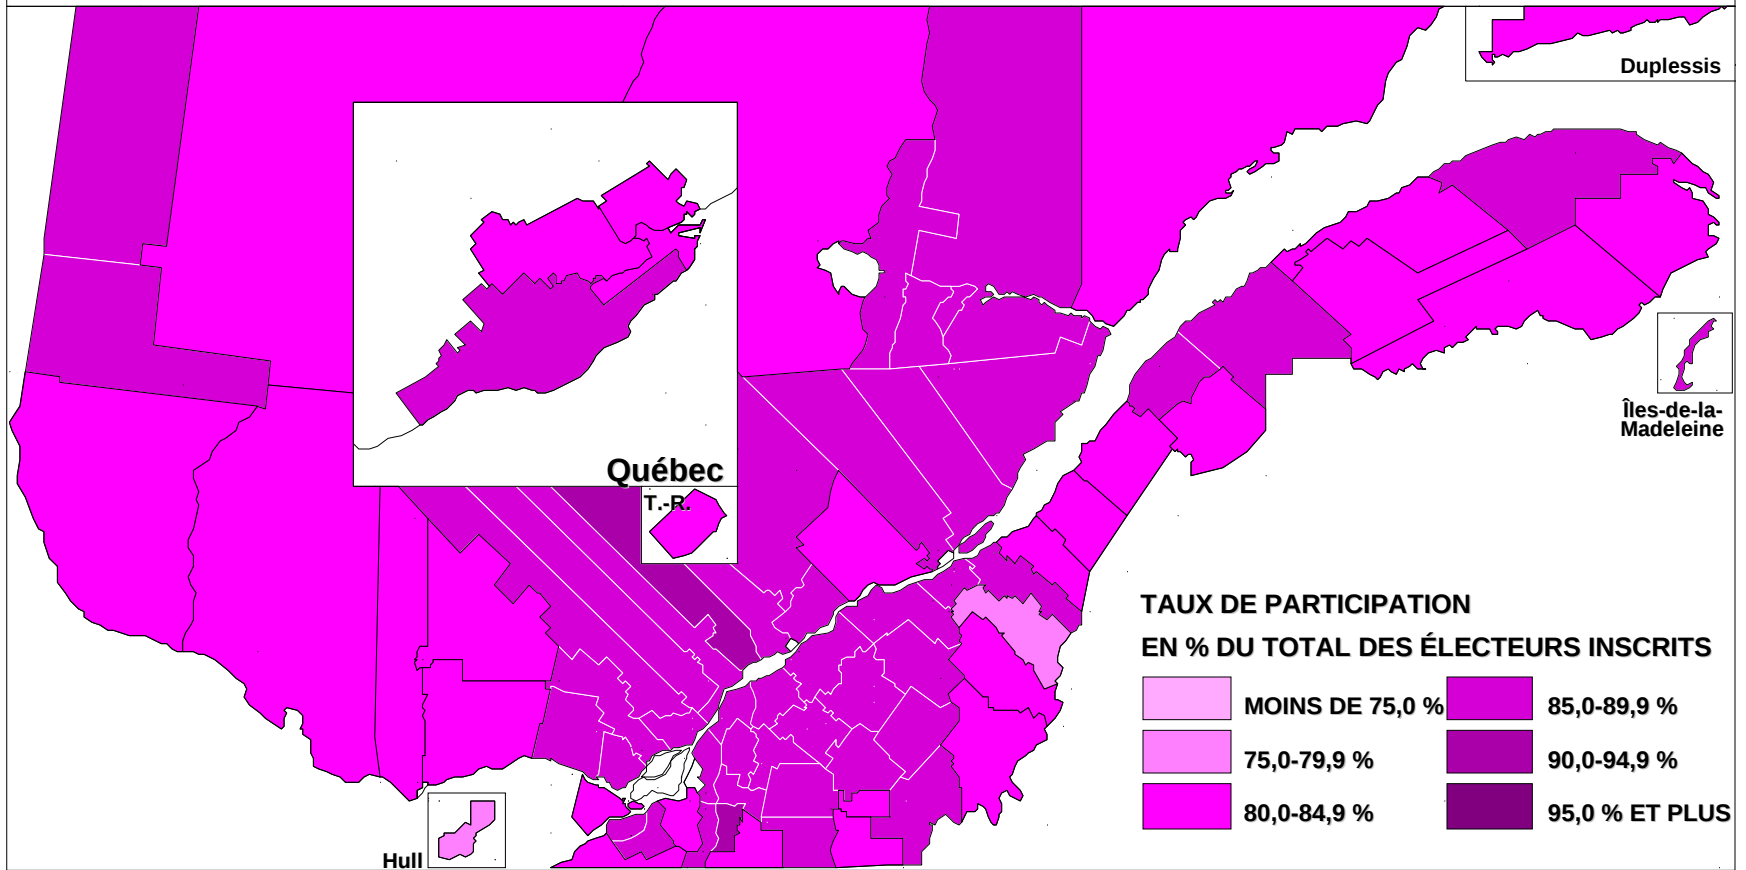 Duplessis
Îles-de-la-
Madeleine
Québec
T.-R.
TAUX DE PARTICIPATION
EN % DU TOTAL DES ÉLECTEURS INSCRITS
MOINS DE 75,0 %
85,0-89,9 %
75,0-79,9 %
90,0-94,9 %
80,0-84,9 %
95,0 % ET PLUS
Hull